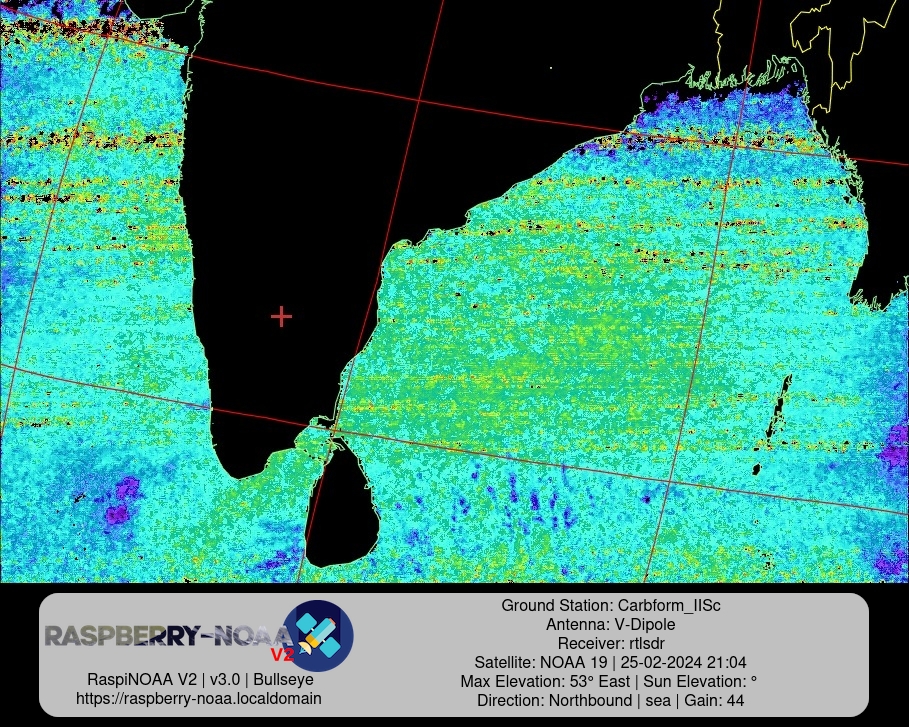 RASPBERRY-NOAA
V2
RaspiNOAA V2 | v3.0 | Bullseye
https://raspberry-noaa.localdomain
Ground Station: Carbform_IISc
Antenna: V-Dipole
Receiver: rtlsdr
Satellite: NOAA 19 | 25-02-2024 21:04
Max Elevation: 53° East | Sun Elevation: °
Direction: Northbound | sea | Gain: 44